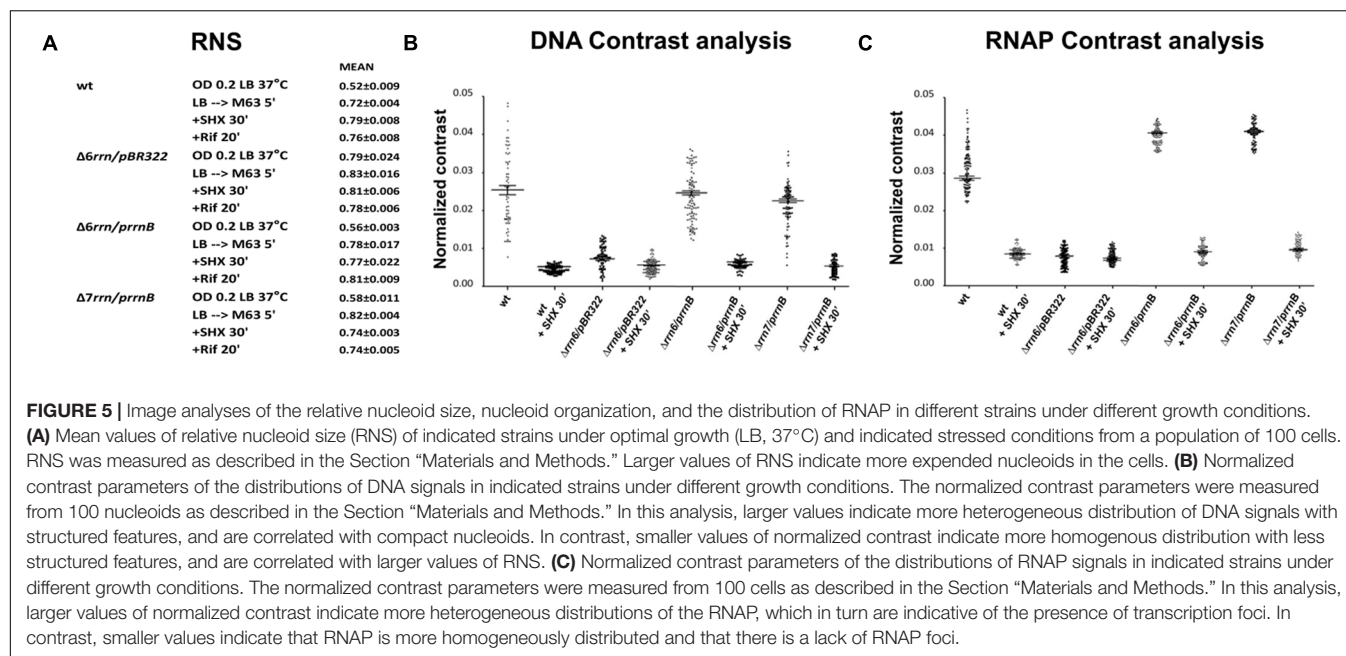 A RNS
MEAN
wt OD 0.2 LB 37°C 0.52±0.009
LB --> M63 5' 0.72±0.004
+SHX 30' 0.79±0.008
+Rif 20' 0.76±0.008
Δ6rrn/pBR322 OD 0.2 LB 37°C 0.79±0.024
LB --> M63 5' 0.83±0.016
+SHX 30' 0.81±0.006
+Rif 20' 0.78±0.006
Δ6rrn/prrnB OD 0.2 LB 37°C 0.56±0.003
LB --> M63 5' 0.78±0.017
+SHX 30' 0.77±0.022
+Rif 20' 0.81±0.009
Δ7rrn/prrnB OD 0.2 LB 37°C 0.58±0.011
LB --> M63 5' 0.82±0.004
+SHX 30' 0.74±0.003
+Rif 20' 0.74±0.005
B DNA Contrast analysis
Normalized contrast
0.05
0.04
0.03
0.02
0.01
0.00
wt
wt + SHX 30'
Δrrn6/pBR322
Δrrn6/pBR322 + SHX 30'
Δrrn6/prrnB
Δrrn6/prrnB + SHX 30'
Δrrn7/prrnB
Δrrn7/prrnB + SHX 30'
C RNAP Contrast analysis
Normalized contrast
0.05
0.04
0.03
0.02
0.01
0.00
wt
wt + SHX 30'
Δrrn6/pBR322
Δrrn6/pBR322 + SHX 30'
Δrrn6/prrnB
Δrrn6/prrnB + SHX 30'
Δrrn7/prrnB
Δrrn7/prrnB + SHX 30'
FIGURE 5 | Image analyses of the relative nucleoid size, nucleoid organization, and the distribution of RNAP in different strains under different growth conditions.
(A) Mean values of relative nucleoid size (RNS) of indicated strains under optimal growth (LB, 37°C) and indicated stressed conditions from a population of 100 cells.
RNS was measured as described in the Section “Materials and Methods.” Larger values of RNS indicate more expended nucleoids in the cells. (B) Normalized
contrast parameters of the distributions of DNA signals in indicated strains under different growth conditions. The normalized contrast parameters were measured
from 100 nucleoids as described in the Section “Materials and Methods.” In this analysis, larger values indicate more heterogeneous distribution of DNA signals with
structured features, and are correlated with compact nucleoids. In contrast, smaller values of normalized contrast indicate more homogenous distribution with less
structured features, and are correlated with larger values of RNS. (C) Normalized contrast parameters of the distributions of RNAP signals in indicated strains under
different growth conditions. The normalized contrast parameters were measured from 100 cells as described in the Section “Materials and Methods.” In this analysis,
larger values of normalized contrast indicate more heterogeneous distributions of the RNAP, which in turn are indicative of the presence of transcription foci. In
contrast, smaller values indicate that RNAP is more homogeneously distributed and that there is a lack of RNAP foci.